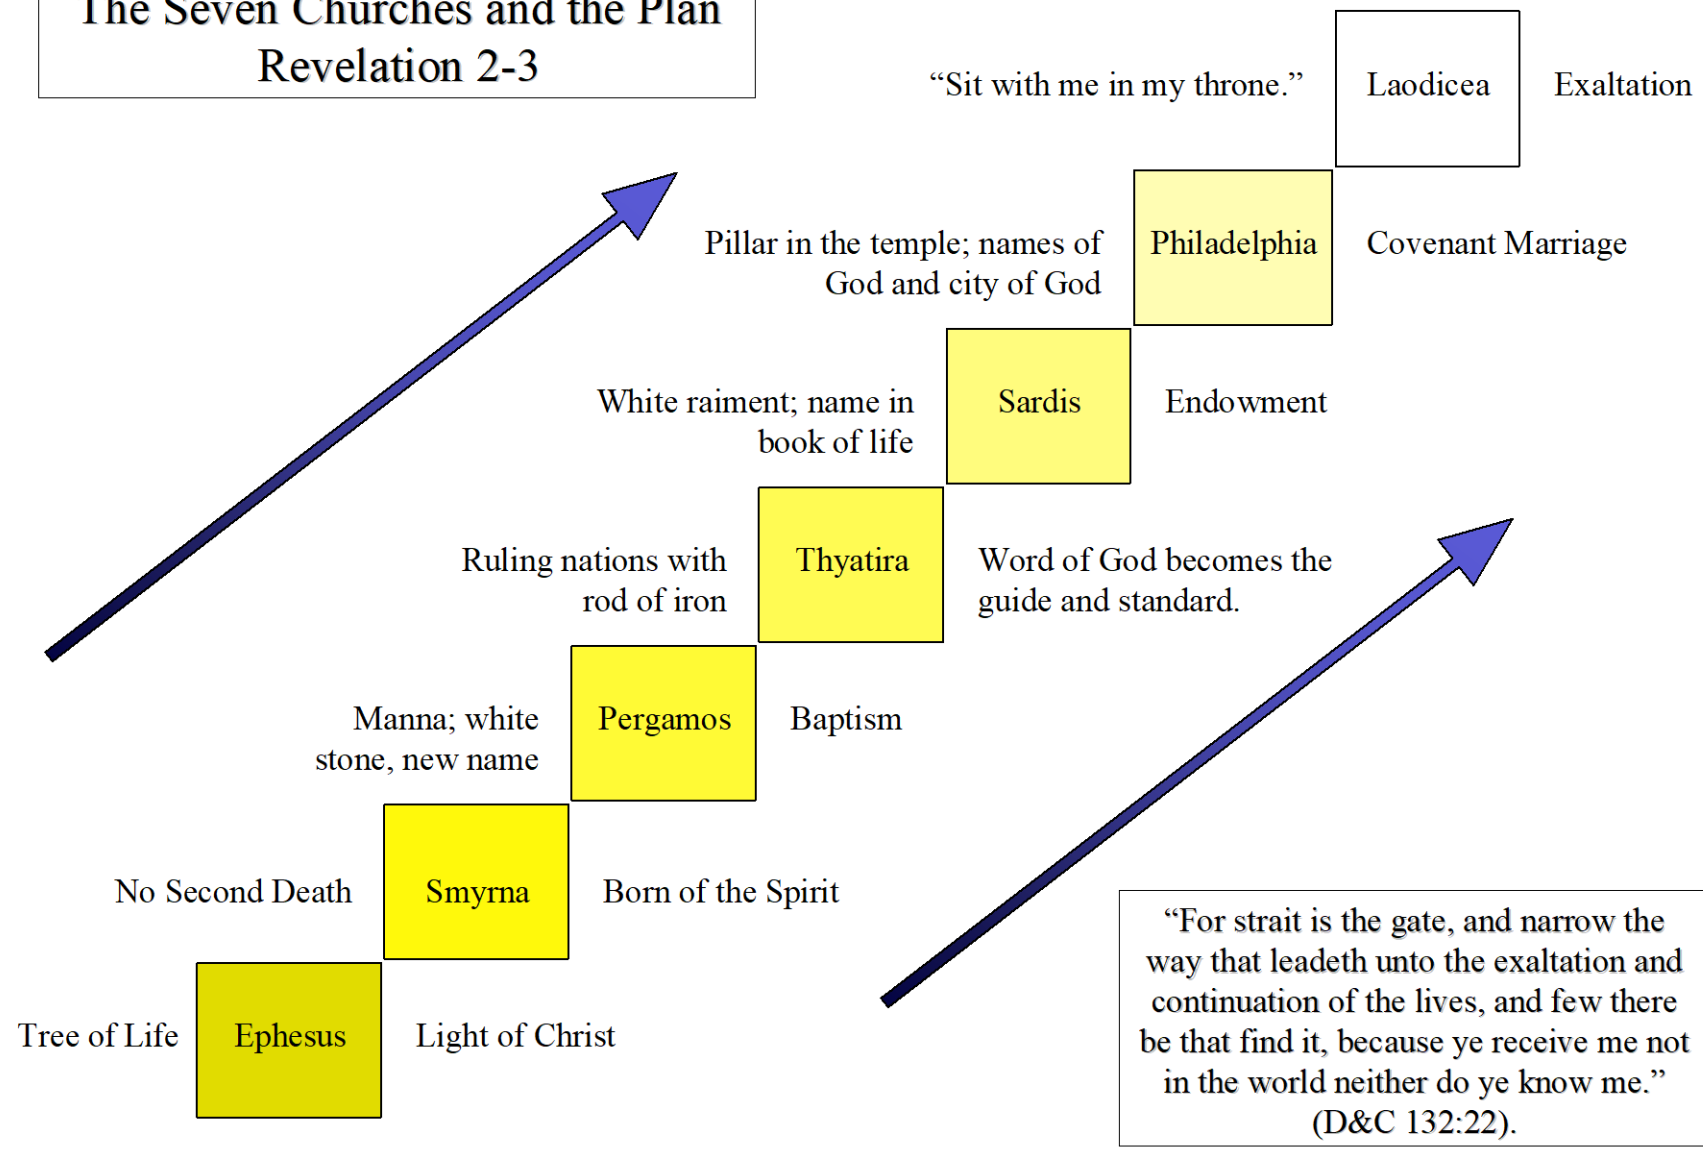 The Seven Churches and the Plan
Revelation 2-3
“Sit with me in my throne.”
Laodicea
Exaltation
Pillar in the temple; names of
God and city of God
Philadelphia
Covenant Marriage
White raiment; name in
book of life
Sardis
Endowment
Ruling nations with
rod of iron
Thyatira
Word of God becomes the
guide and standard.
Manna; white
stone, new name
Pergamos
Baptism
No Second Death
Smyrna
Born of the Spirit
Tree of Life
Ephesus
Light of Christ
“For strait is the gate, and narrow the
way that leadeth unto the exaltation and
continuation of the lives, and few there
be that find it, because ye receive me not
in the world neither do ye know me.”
(D&C 132:22).